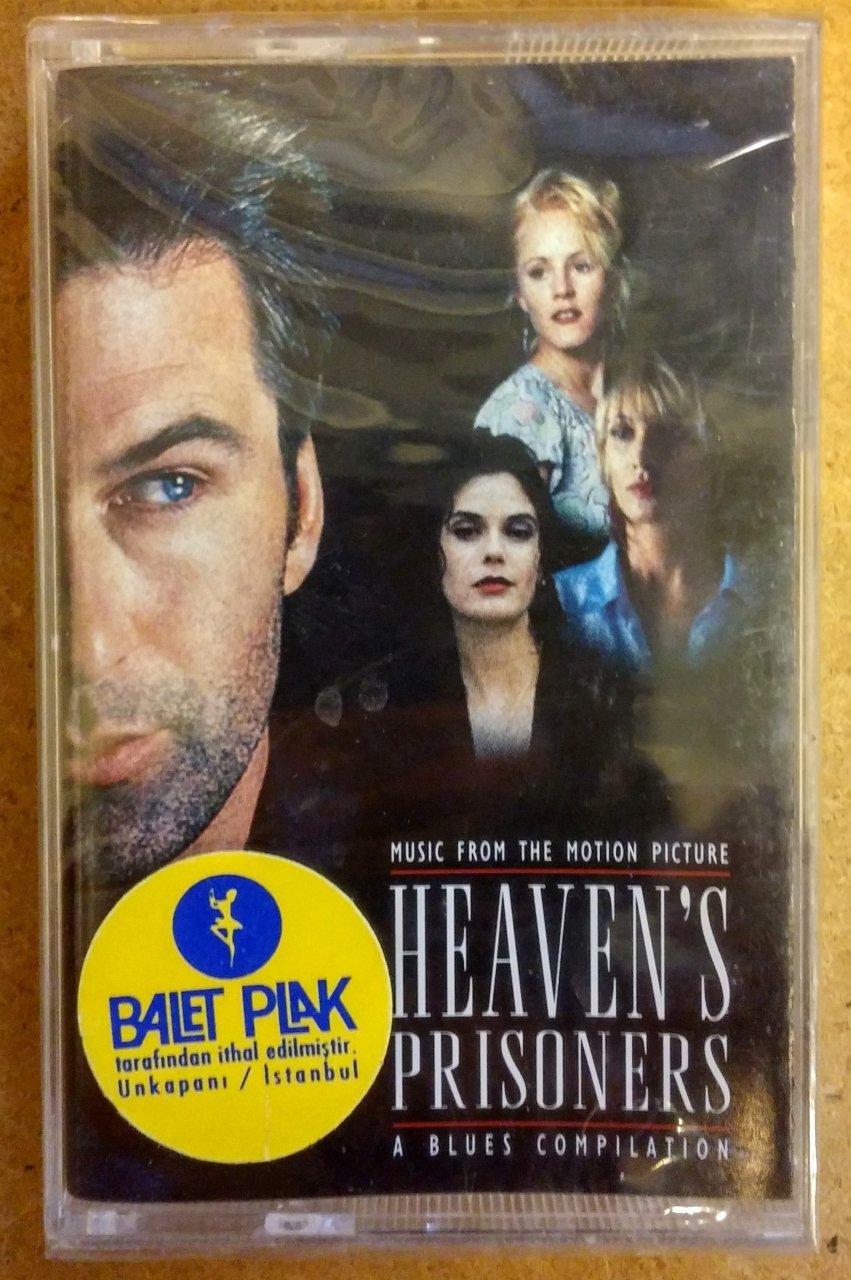 MUSIC FROM THE MOTION PICTURE
HEAVEN'S
PRISONERS
A BLUES COMPILATION
BALET PLAK
tarafından ithal edilmiştir.
Unkapanı / İstanbul